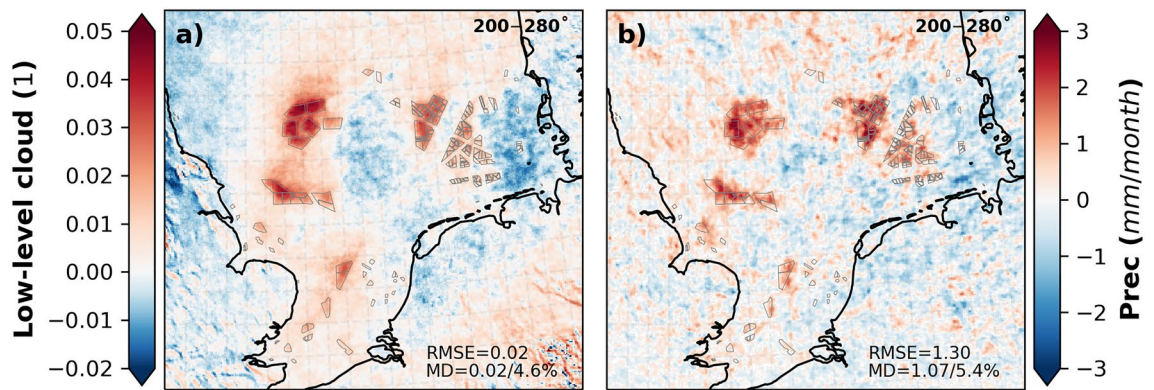 Low-level cloud (1)
0.05
0.04
0.03
0.02
0.01
0.00
−0.01
−0.02
a)
200−280°
RMSE=0.02
MD=0.02/4.6%
b)
200−280°
RMSE=1.30
MD=1.07/5.4%
3
2
1
0
−1
−2
−3
Prec (mm/month)